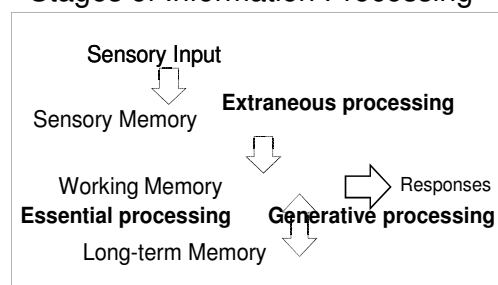 Stages of Information Processing
Sensory Input
Extraneous processing
Sensory Memory
Working Memory
Responses
Essential processing
Generative processing
Long-term Memory